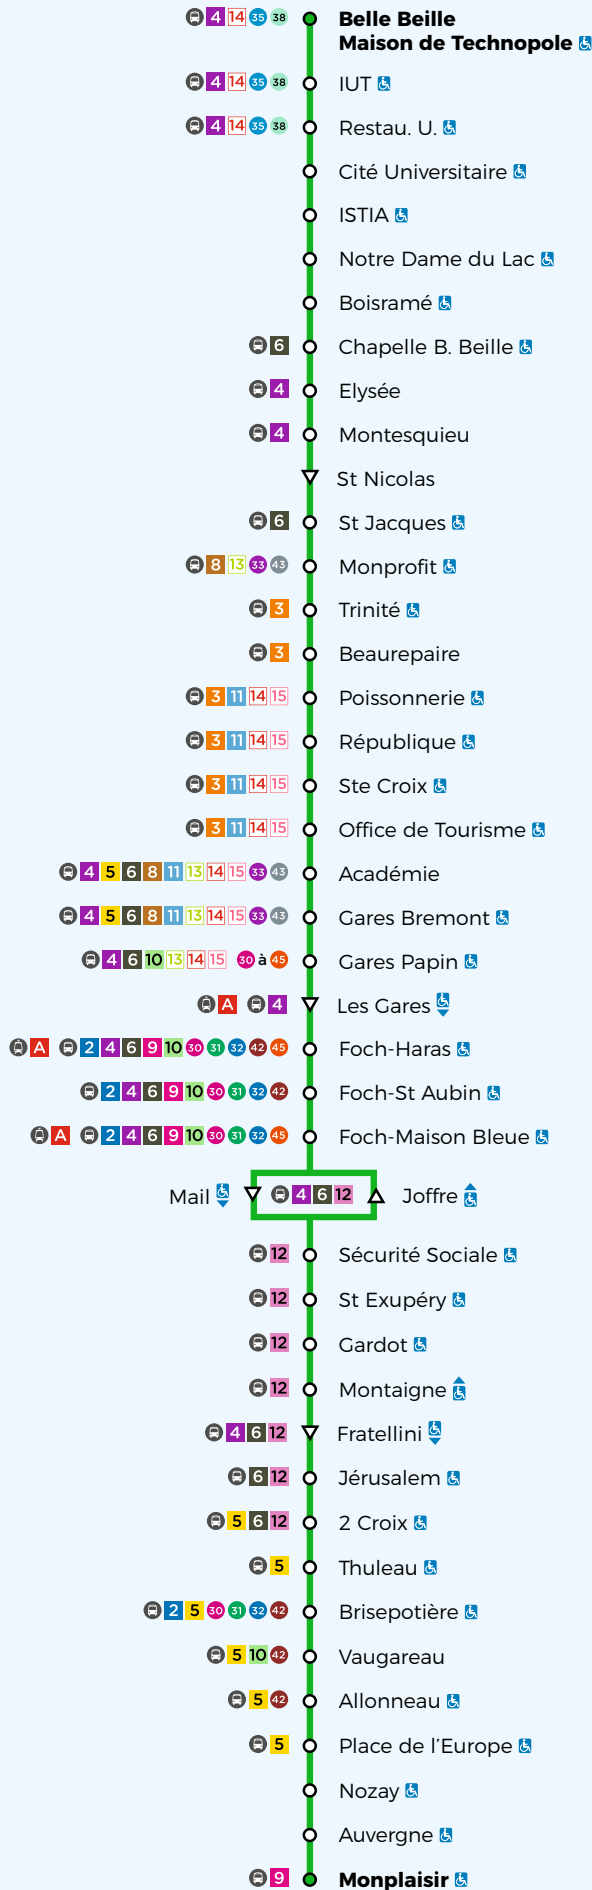 4 14 35 38 Belle Beille
Maison de Technopole
4 14 35 38 IUT
4 14 35 38 Restau. U.
Cité Universitaire
ISTIA
Notre Dame du Lac
Boisramé
6 Chapelle B. Beille
4 Elysée
4 Montesquieu
St Nicolas
6 St Jacques
8 13 33 43 Monprofit
3 Trinité
3 Beaurepaire
3 11 14 15 Poissonnerie
3 11 14 15 République
3 11 14 15 Ste Croix
3 11 14 15 Office de Tourisme
4 5 6 8 11 13 14 15 33 43 Académie
4 5 6 8 11 13 14 15 33 43 Gares Bremont
4 6 10 13 14 15 30 à 45 Gares Papin
A 4 Les Gares
A 2 4 6 9 10 30 31 32 42 45 Foch-Haras
2 4 6 9 10 30 31 32 42 Foch-St Aubin
A 2 4 6 9 10 30 31 32 45 Foch-Maison Bleue
Mail 4 6 12 Joffre
12 Sécurité Sociale
12 St Exupéry
12 Gardot
12 Montaigne
4 6 12 Fratellini
6 12 Jérusalem
5 6 12 2 Croix
5 Thuleau
2 5 30 31 32 42 Brisepotière
5 10 42 Vaugareau
5 42 Allonneau
5 Place de l'Europe
Nozay
Auvergne
9 Monplaisir